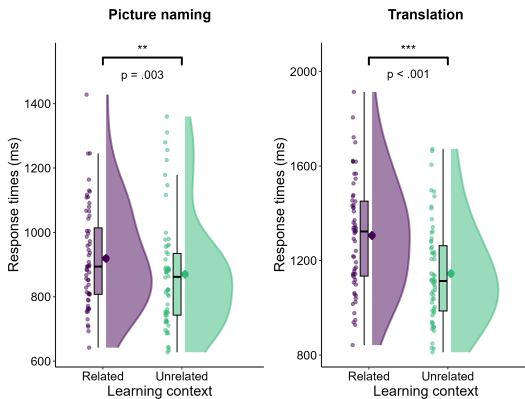 Picture naming
**
p = .003
1400
1200
1000
800
600
Response times (ms)
Related Unrelated
Learning context
Translation
***
p < .001
2000
1600
1200
800
Response times (ms)
Related Unrelated
Learning context